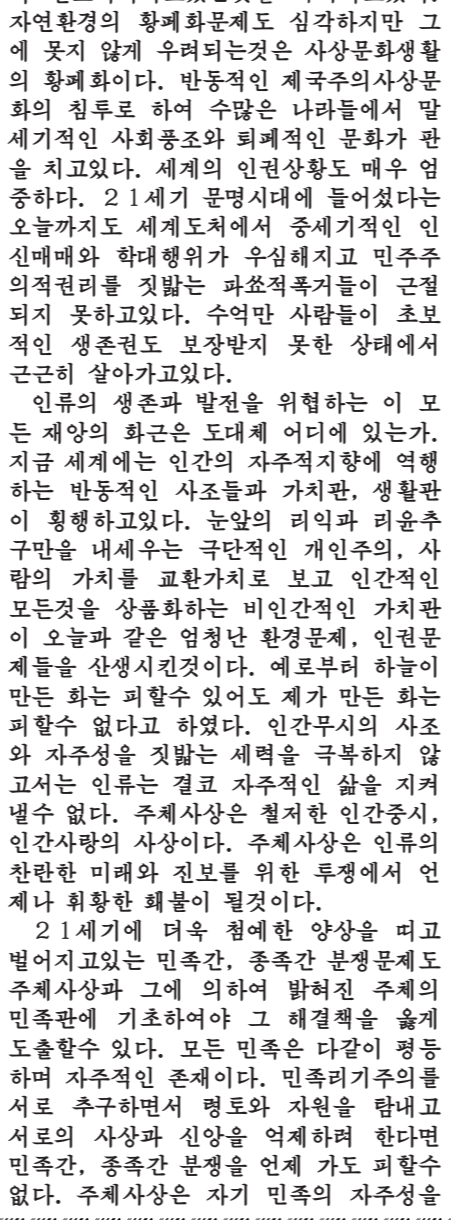 자연환경의 황폐화문제도 심각하지만 그
에 못지 않게 우려되는것은 사상문화생활
의 황폐화이다. 반동적인 제국주의사상문
화의 침투로 하여 수많은 나라들에서 말
세기적인 사회풍조와 퇴폐적인 문화가 판
을 치고있다. 세계의 인권상황도 매우 엄
중하다. 21세기 문명시대에 들어섰다는
오늘까지도 세계도처에서 중세기적인 인
신매매와 학대행위가 우심해지고 민주주
의적권리를 짓밟는 파쑈적폭거들이 근절
되지 못하고있다. 수억만 사람들이 초보
적인 생존권도 보장받지 못한 상태에서
근근히 살아가고있다.
인류의 생존과 발전을 위협하는 이 모
든 재앙의 화근은 도대체 어디에 있는가.
지금 세계에는 인간의 자주적지향에 역행
하는 반동적인 사조들과 가치관, 생활관
이 횡행하고있다. 눈앞의 리익과 리윤추
구만을 내세우는 극단적인 개인주의, 사
람의 가치를 교환가치로 보고 인간적인
모든것을 상품화하는 비인간적인 가치관
이 오늘과 같은 엄청난 환경문제, 인권문
제들을 산생시킨것이다. 예로부터 하늘이
만든 화는 피할수 있어도 제가 만든 화는
피할수 없다고 하였다. 인간무시의 사조
와 자주성을 짓밟는 세력을 극복하지 않
고서는 인류는 결코 자주적인 삶을 지켜
낼수 없다. 주체사상은 철저한 인간중시,
인간사랑의 사상이다. 주체사상은 인류의
찬란한 미래와 진보를 위한 투쟁에서 언
제나 휘황한 홰불이 될것이다.
21세기에 더욱 첨예한 양상을 띠고
벌어지고있는 민족간, 종족간 분쟁문제도
주체사상과 그에 의하여 밝혀진 주체의
민족관에 기초하여야 그 해결책을 옳게
도출할수 있다. 모든 민족은 다같이 평등
하며 자주적인 존재이다. 민족리기주의를
서로 추구하면서 령토와 자원을 탐내고
서로의 사상과 신앙을 억제하려 한다면
민족간, 종족간 분쟁을 언제 가도 피할수
없다. 주체사상은 자기 민족의 자주성을